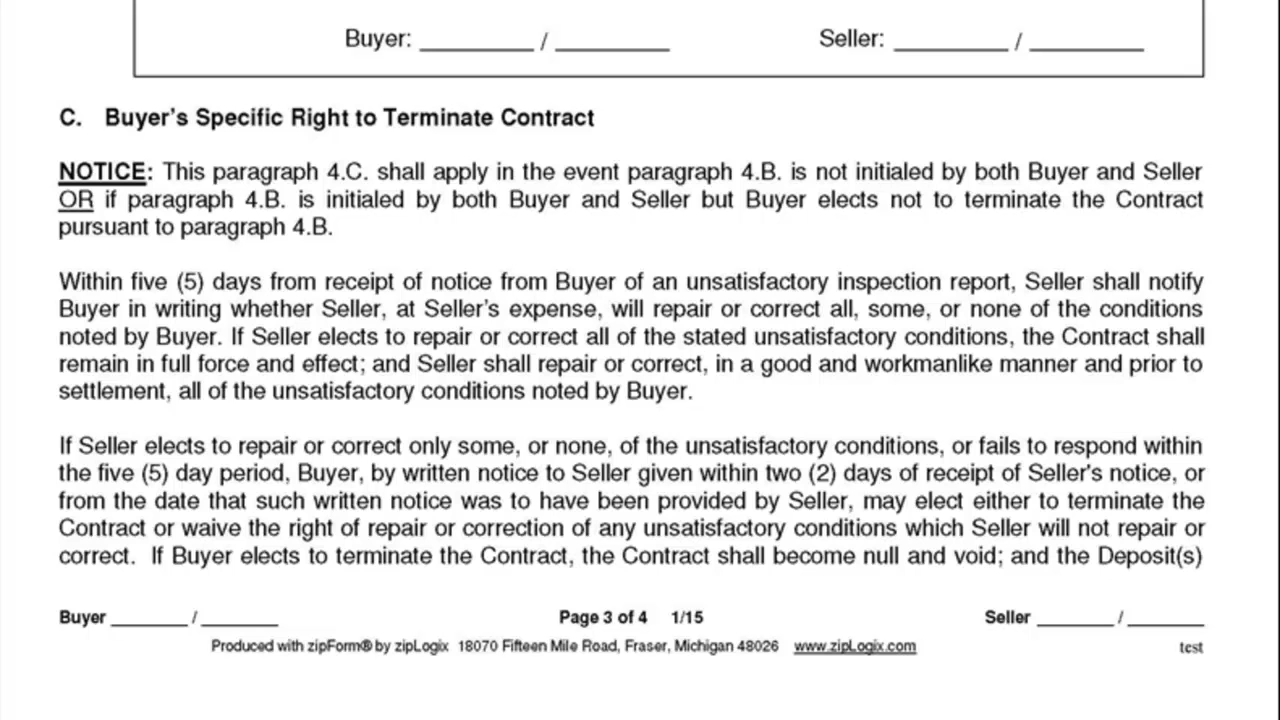 Buyer: __________ / __________ Seller: __________ / __________
C. Buyer's Specific Right to Terminate Contract
NOTICE: This paragraph 4.C. shall apply in the event paragraph 4.B. is not initialed by both Buyer and Seller
OR if paragraph 4.B. is initialed by both Buyer and Seller but Buyer elects not to terminate the Contract
pursuant to paragraph 4.B.
Within five (5) days from receipt of notice from Buyer of an unsatisfactory inspection report, Seller shall notify
Buyer in writing whether Seller, at Seller's expense, will repair or correct all, some, or none of the conditions
noted by Buyer. If Seller elects to repair or correct all of the stated unsatisfactory conditions, the Contract shall
remain in full force and effect; and Seller shall repair or correct, in a good and workmanlike manner and prior to
settlement, all of the unsatisfactory conditions noted by Buyer.
If Seller elects to repair or correct only some, or none, of the unsatisfactory conditions, or fails to respond within
the five (5) day period, Buyer, by written notice to Seller given within two (2) days of receipt of Seller's notice, or
from the date that such written notice was to have been provided by Seller, may elect either to terminate the
Contract or waive the right of repair or correction of any unsatisfactory conditions which Seller will not repair or
correct. If Buyer elects to terminate the Contract, the Contract shall become null and void; and the Deposit(s)
Buyer ________ / ________ Page 3 of 4 1/15 Seller ________ / ________
Produced with zipForm® by zipLogix 18070 Fifteen Mile Road, Fraser, Michigan 48026 www.zipLogix.com test